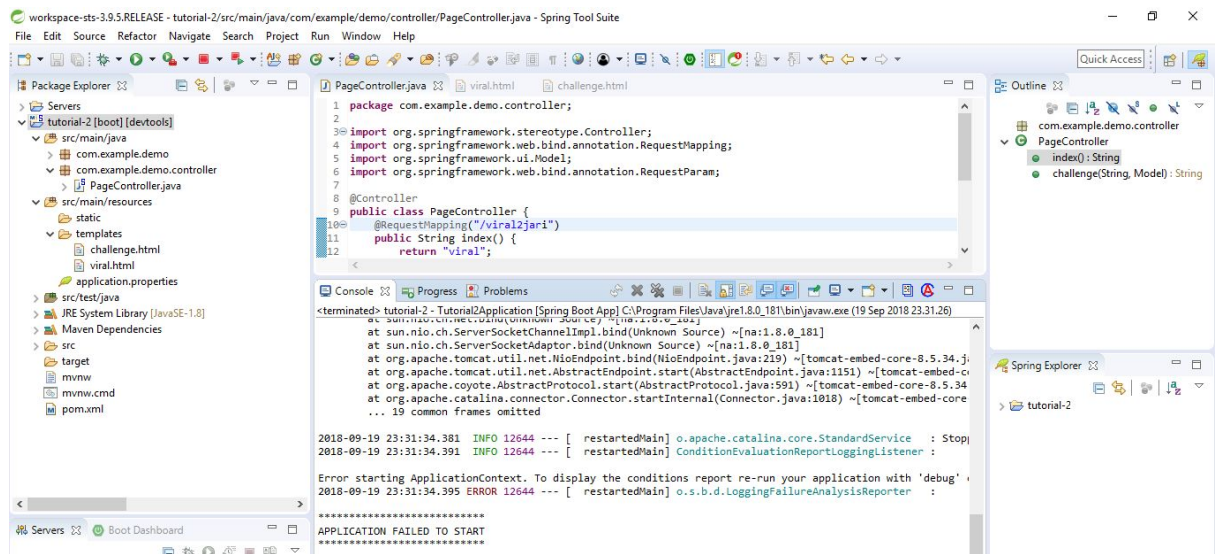 workspace-sts-3.9.5.RELEASE - tutorial-2/src/main/java/com/example/demo/controller/PageController.java - Spring Tool Suite
File Edit Source Refactor Navigate Search Project Run Window Help
Quick Access
Package Explorer
Servers
tutorial-2 [boot] [devtools]
src/main/java
com.example.demo
com.example.demo.controller
PageController.java
src/main/resources
static
templates
challenge.html
viral.html
application.properties
src/test/java
JRE System Library [JavaSE-1.8]
Maven Dependencies
src
target
mvnw
mvnw.cmd
pom.xml
Servers Boot Dashboard
PageController.java viral.html challenge.html
1 package com.example.demo.controller;
2
3 import org.springframework.stereotype.Controller;
4 import org.springframework.web.bind.annotation.RequestMapping;
5 import org.springframework.ui.Model;
6 import org.springframework.web.bind.annotation.RequestParam;
7
8 @Controller
9 public class PageController {
10 @RequestMapping("/viral2jari")
11 public String index() {
12 return "viral";
Console Progress Problems
<terminated> tutorial-2 - Tutorial2Application [Spring Boot App] C:\Program Files\Java\jre1.8.0_181\bin\javaw.exe (19 Sep 2018 23.31.26)
at sun.nio.ch.Net.bind(Unknown Source) ~[na:1.8.0_181]
at sun.nio.ch.ServerSocketChannelImpl.bind(Unknown Source) ~[na:1.8.0_181]
at sun.nio.ch.ServerSocketAdaptor.bind(Unknown Source) ~[na:1.8.0_181]
at org.apache.tomcat.util.net.NioEndpoint.bind(NioEndpoint.java:219) ~[tomcat-embed-core-8.5.34.j
at org.apache.tomcat.util.net.AbstractEndpoint.start(AbstractEndpoint.java:1151) ~[tomcat-embed-c
at org.apache.coyote.AbstractProtocol.start(AbstractProtocol.java:591) ~[tomcat-embed-core-8.5.34
at org.apache.catalina.connector.Connector.startInternal(Connector.java:1018) ~[tomcat-embed-core
... 19 common frames omitted
2018-09-19 23:31:34.381 INFO 12644 --- [ restartedMain] o.apache.catalina.core.StandardService : Stopp
2018-09-19 23:31:34.391 INFO 12644 --- [ restartedMain] ConditionEvaluationReportLoggingListener :
Error starting ApplicationContext. To display the conditions report re-run your application with 'debug'
2018-09-19 23:31:34.395 ERROR 12644 --- [ restartedMain] o.s.b.d.LoggingFailureAnalysisReporter :
***************************
APPLICATION FAILED TO START
***************************
Outline
com.example.demo.controller
PageController
index() : String
challenge(String, Model) : String
Spring Explorer
tutorial-2